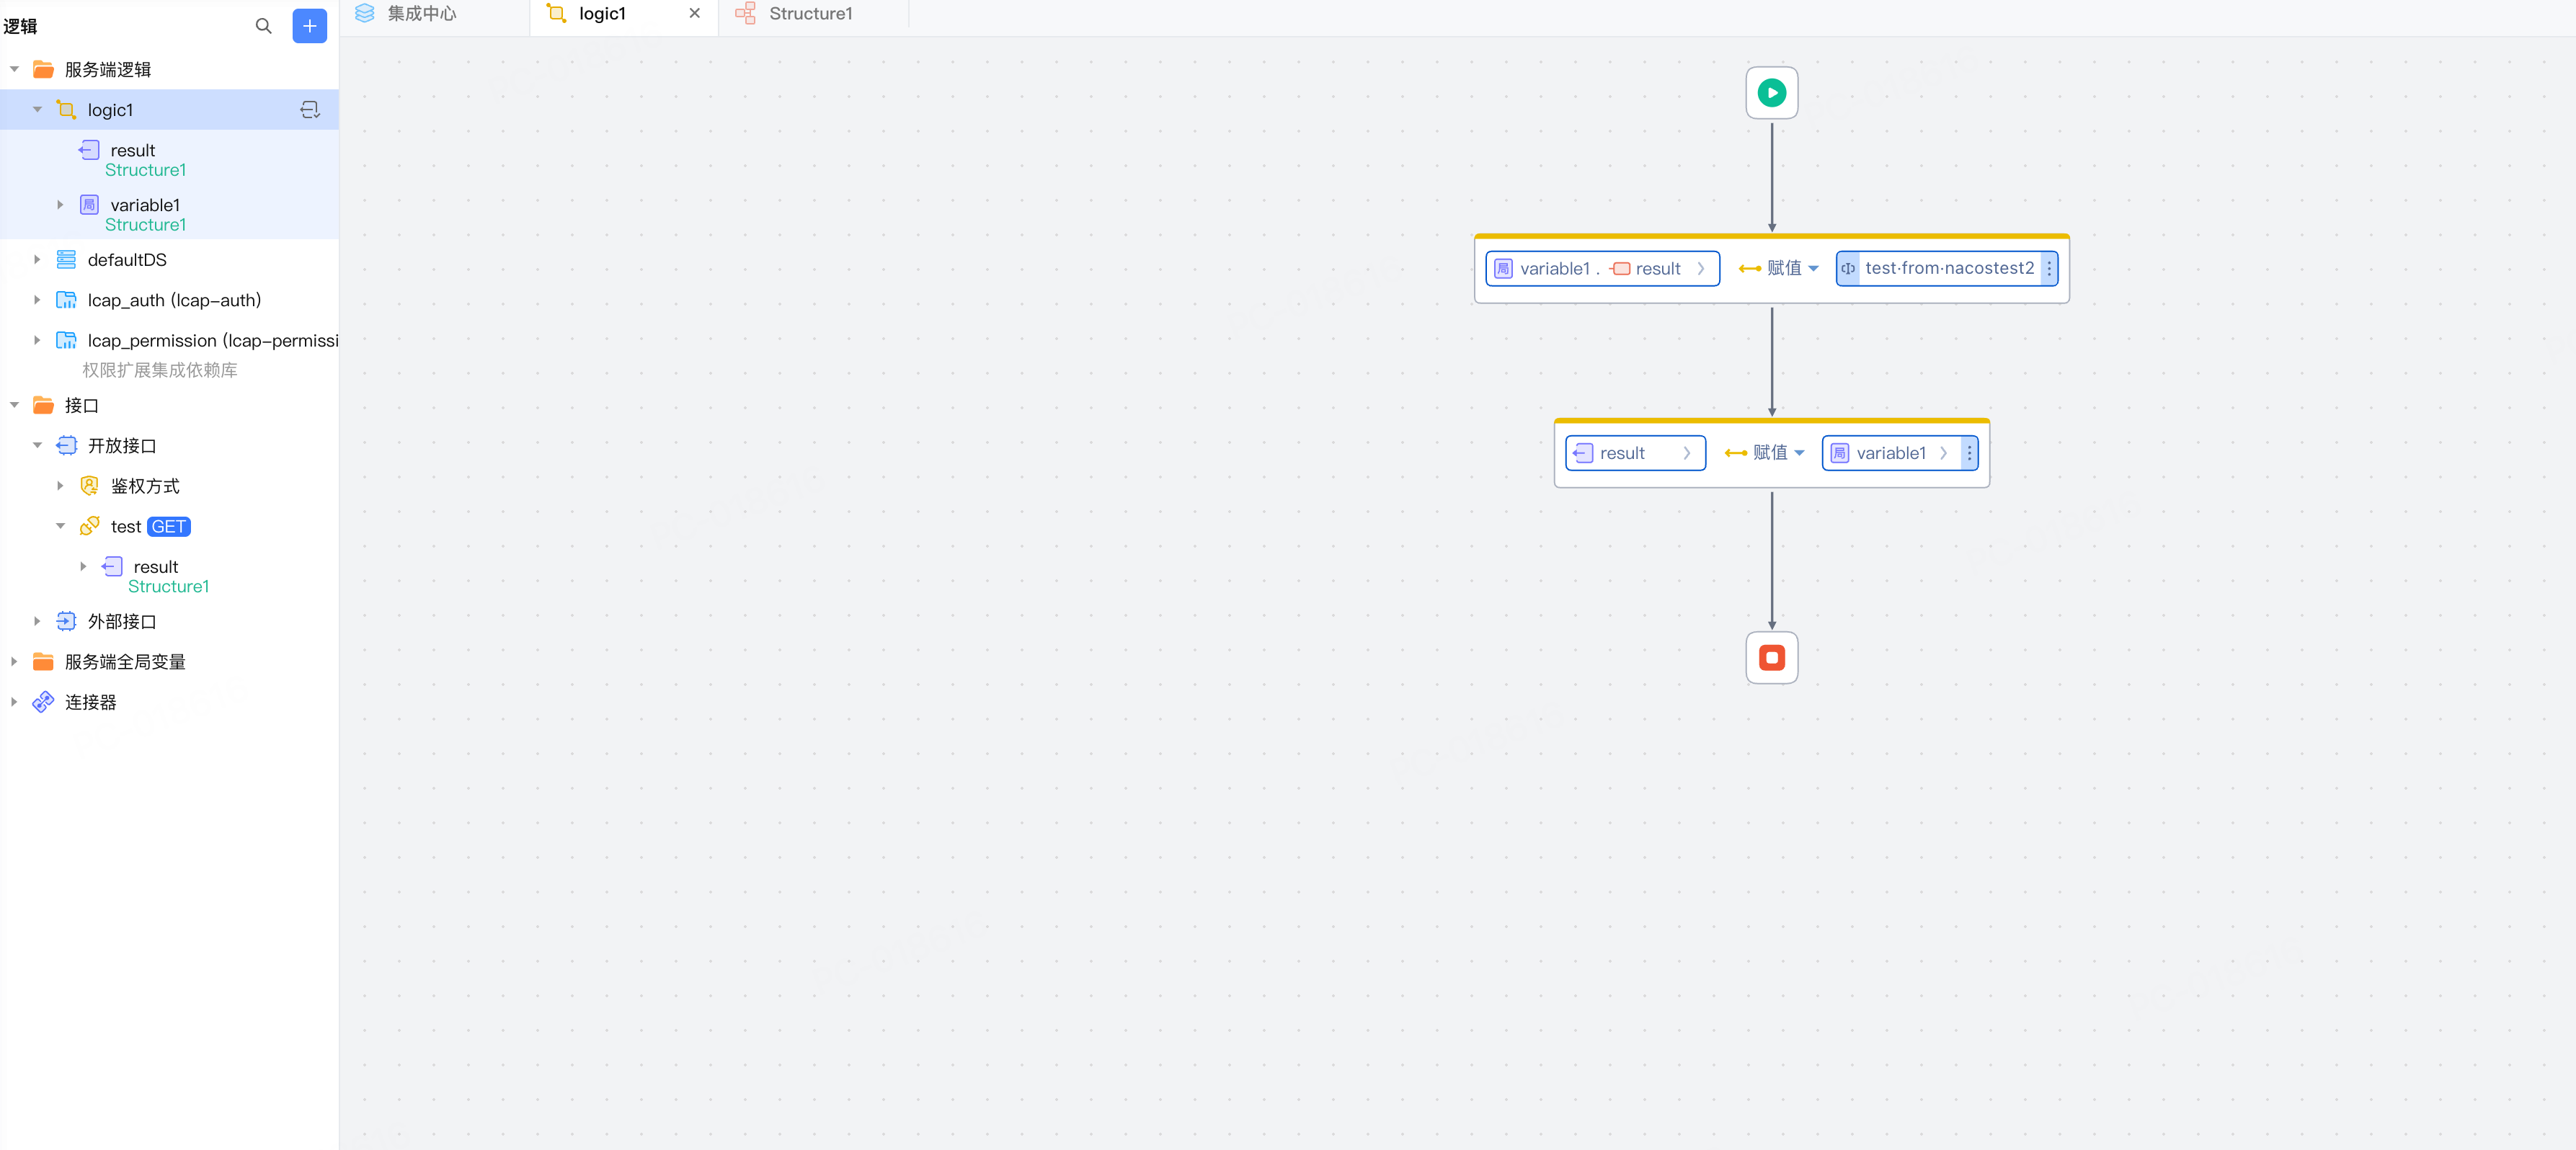 逻辑
服务端逻辑
logic1
result
Structure1
局 variable1
Structure1
defaultDS
lcap_auth (lcap-auth)
lcap_permission (lcap-permissi
权限扩展集成依赖库
接口
开放接口
鉴权方式
test GET
result
Structure1
外部接口
服务端全局变量
连接器
集成中心 logic1 Structure1
局 variable1 . result 赋值 test·from·nacostest2
result 赋值 局 variable1